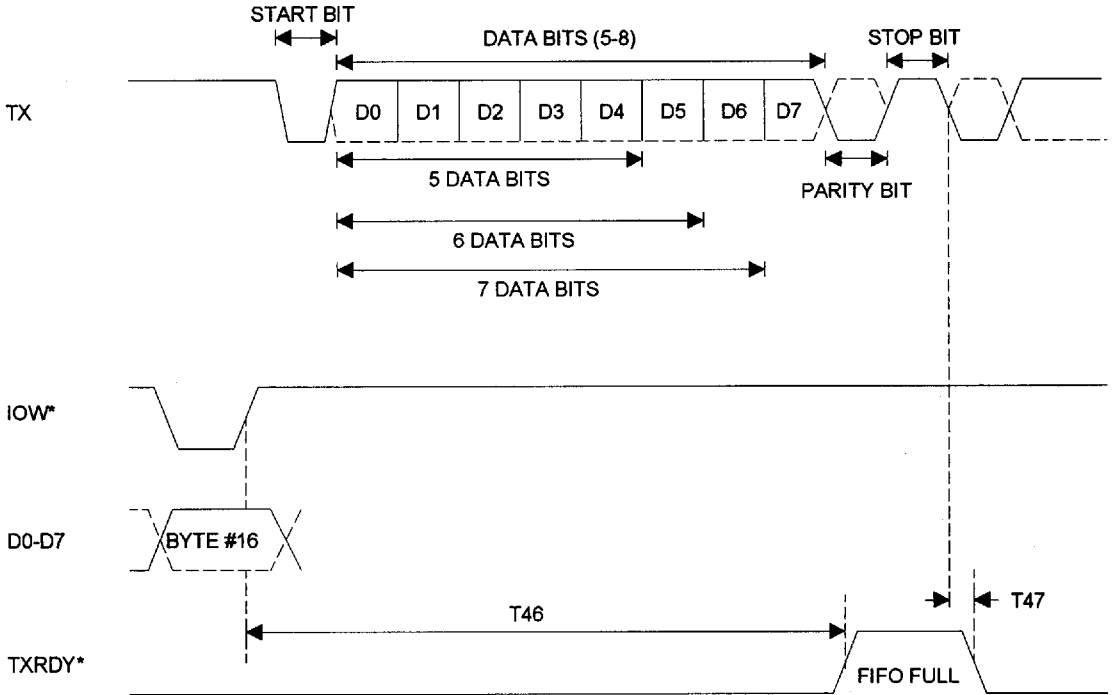 START BIT
DATA BITS (5-8)
STOP BIT
TX
D0 D1 D2 D3 D4 D5 D6 D7
5 DATA BITS
PARITY BIT
6 DATA BITS
7 DATA BITS
IOW*
D0-D7
BYTE #16
T46
T47
TXRDY*
FIFO FULL